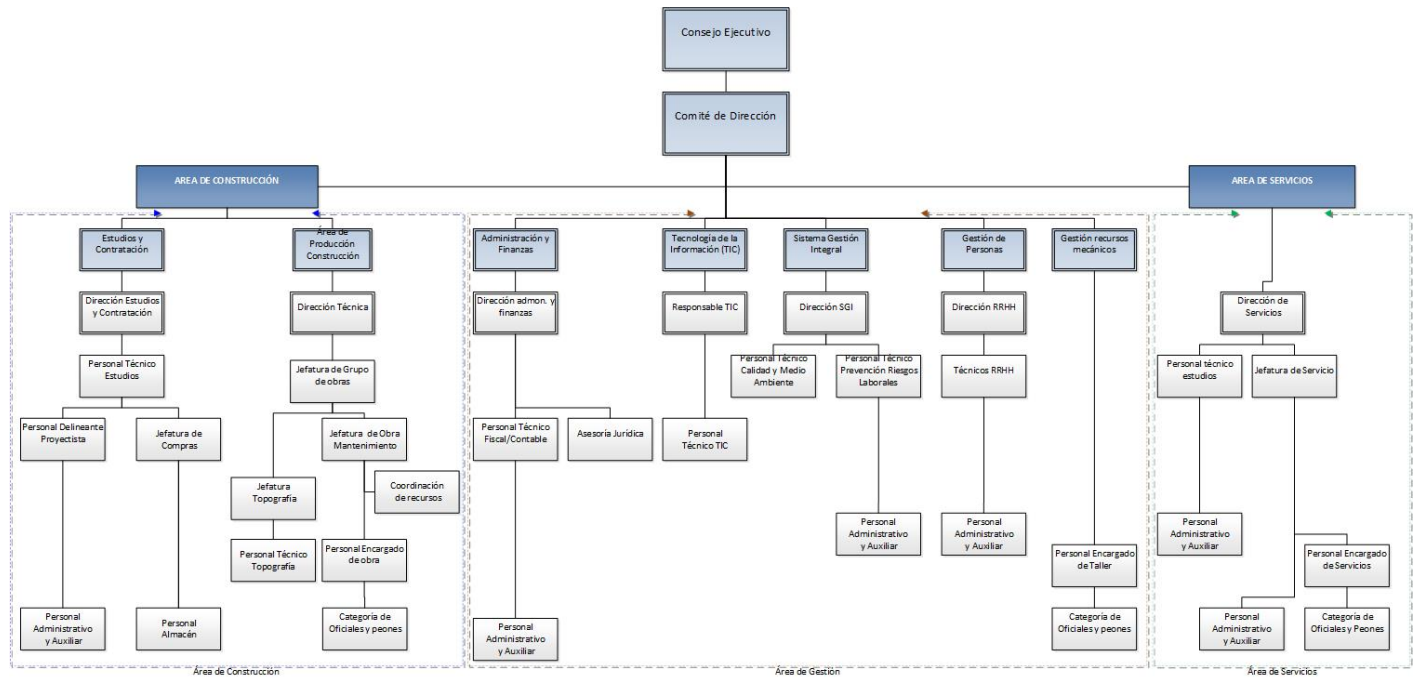 Consejo Ejecutivo
Comité de Dirección
AREA DE CONSTRUCCIÓN
AREA DE SERVICIOS
Estudios y
Contratación
Área de
Producción
Construcción
Administración y
Finanzas
Tecnología de la
Información (TIC)
Sistema Gestión
Integral
Gestión de
Personas
Gestión recursos
mecánicos
Dirección Estudios
y Contratación
Dirección Técnica
Dirección admon. y
finanzas
Responsable TIC
Dirección SGI
Dirección RRHH
Dirección de
Servicios
Personal Técnico
Estudios
Jefatura de Grupo
de obras
Personal Técnico
Calidad y Medio
Ambiente
Personal Técnico
Prevención Riesgos
Laborales
Técnicos RRHH
Personal técnico
estudios
Jefatura de Servicio
Personal Delineante
Proyectista
Jefatura de
Compras
Jefatura de Obra
Mantenimiento
Personal Técnico
Fiscal/Contable
Asesoría Jurídica
Personal
Técnico TIC
Jefatura
Topografía
Coordinación
de recursos
Personal Técnico
Topografía
Personal Encargado
de obra
Personal
Administrativo
y Auxiliar
Personal
Administrativo
y Auxiliar
Personal Encargado
de Taller
Personal
Administrativo
y Auxiliar
Personal Encargado
de Servicios
Personal
Administrativo
y Auxiliar
Personal
Almacén
Categoría de
Oficiales y peones
Personal
Administrativo
y Auxiliar
Categoría de
Oficiales y peones
Personal
Administrativo
y Auxiliar
Categoría de
Oficiales y Peones
Área de Construcción
Área de Gestión
Área de Servicios